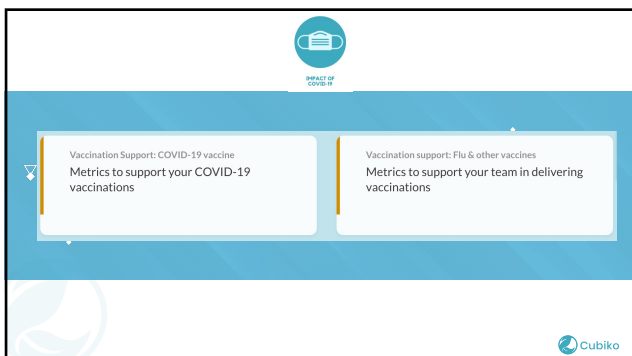 IMPACT OF
COVID-19
Vaccination Support: COVID-19 vaccine
Metrics to support your COVID-19
vaccinations
Vaccination support: Flu & other vaccines
Metrics to support your team in delivering
vaccinations
Cubiko